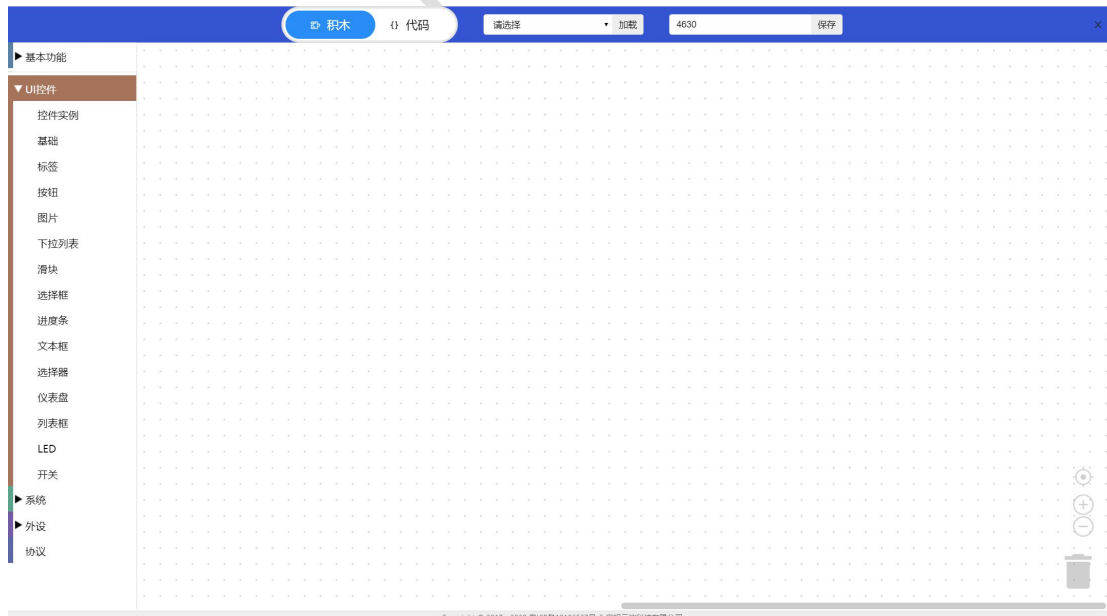 积木 {} 代码 请选择 加载 4630 保存 ×
基本功能
UI控件
控件实例
基础
标签
按钮
图片
下拉列表
滑块
选择框
进度条
文本框
选择器
仪表盘
列表框
LED
开关
系统
外设
协议